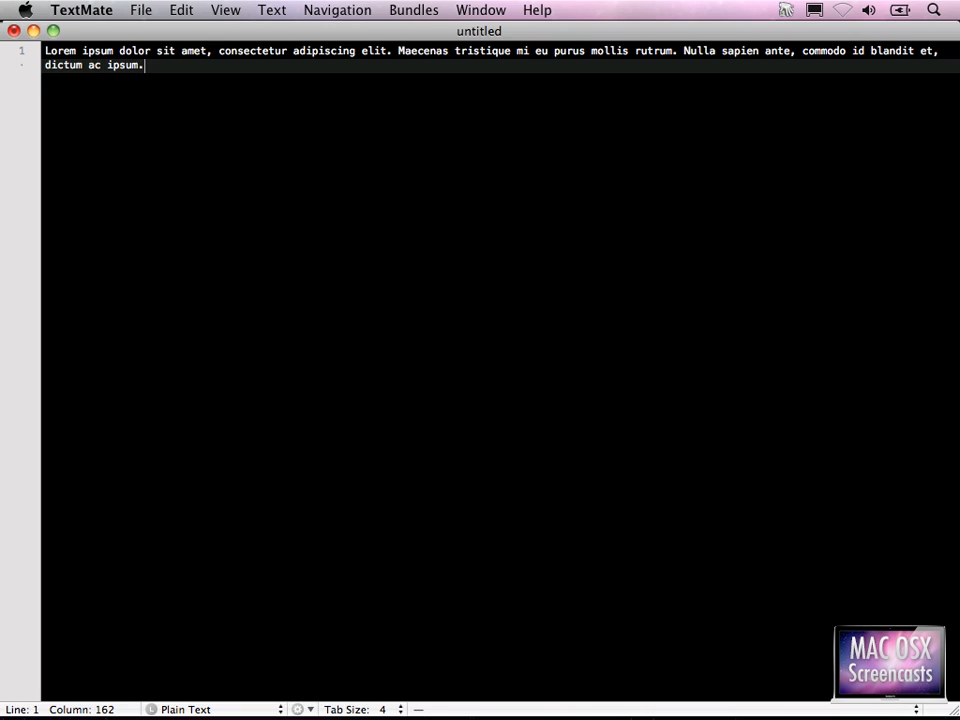 TextMate File Edit View Text Navigation Bundles Window Help
untitled
1 Lorem ipsum dolor sit amet, consectetur adipiscing elit. Maecenas tristique mi eu purus mollis rutrum. Nulla sapien ante, commodo id blandit et,
dictum ac ipsum.
MAC OSX
Screencasts
Line: 1 Column: 162 L Plain Text Tab Size: 4 —